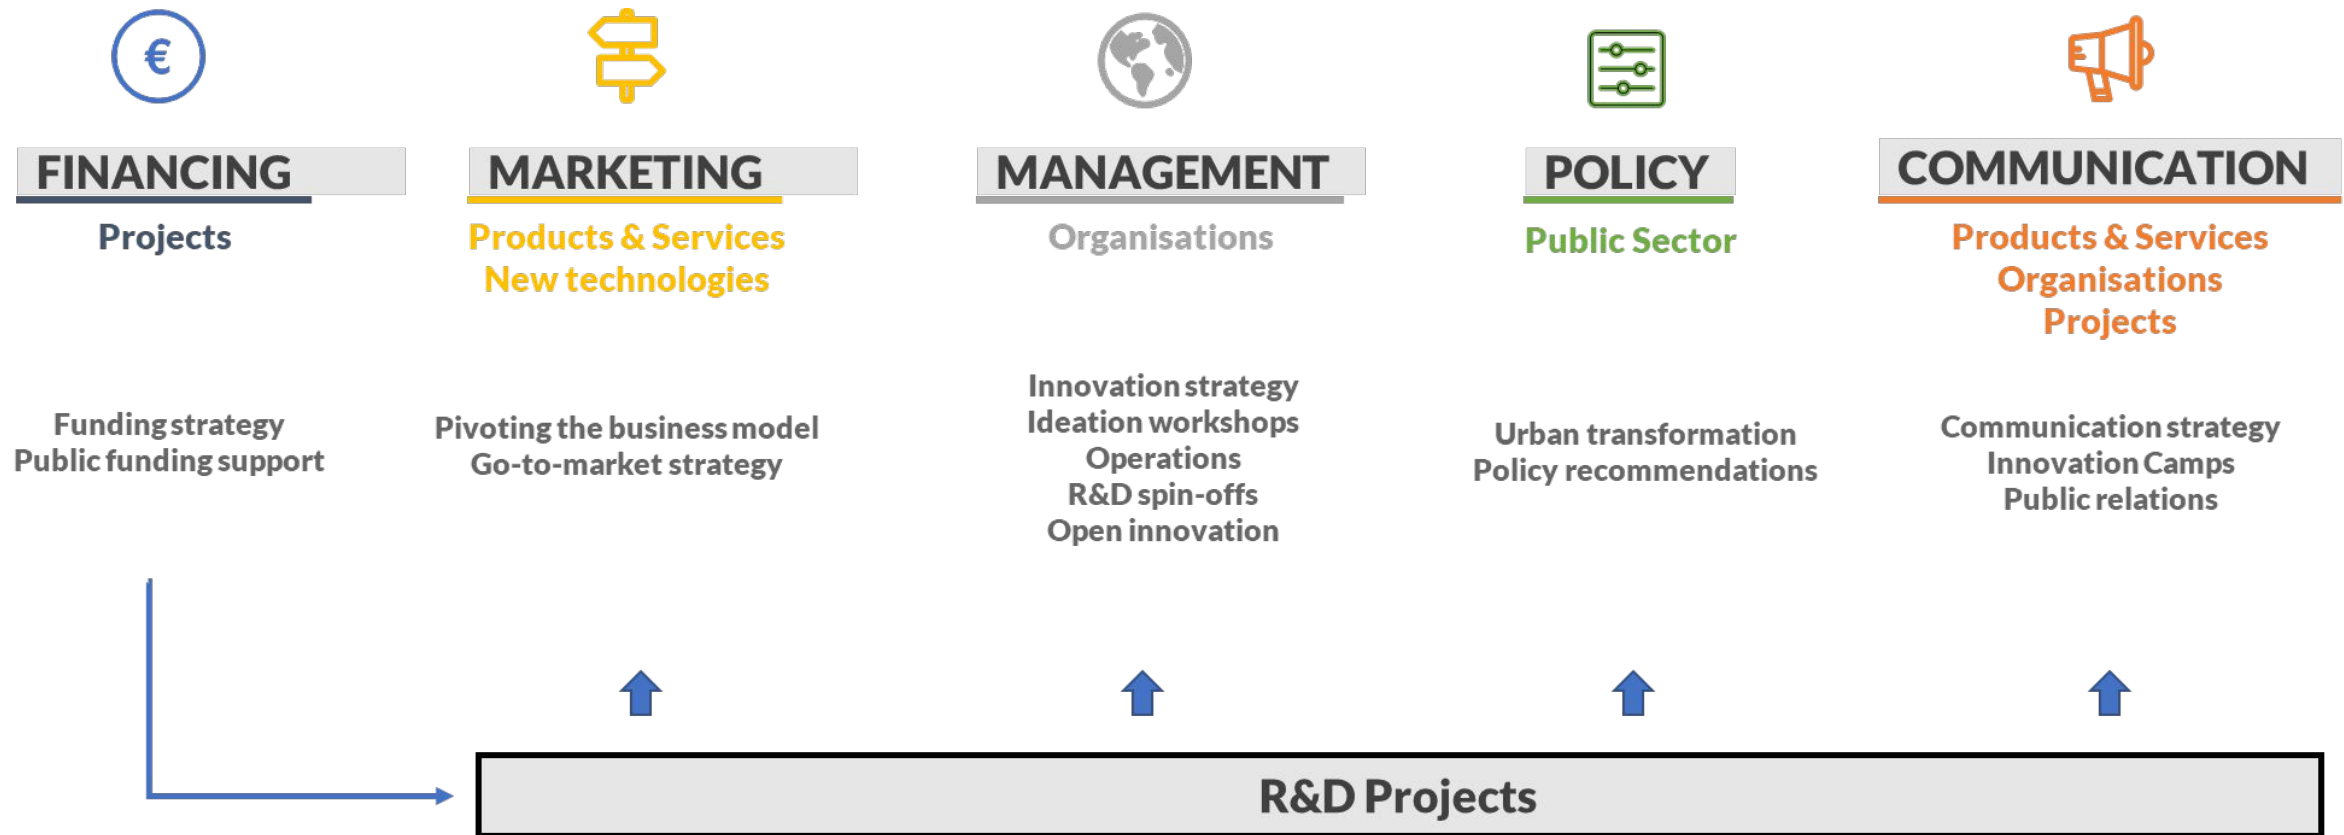 €
FINANCING
Projects
Funding strategy
Public funding support
MARKETING
Products & Services
New technologies
Pivoting the business model
Go-to-market strategy
MANAGEMENT
Organisations
Innovation strategy
Ideation workshops
Operations
R&D spin-offs
Open innovation
POLICY
Public Sector
Urban transformation
Policy recommendations
COMMUNICATION
Products & Services
Organisations
Projects
Communication strategy
Innovation Camps
Public relations
R&D Projects